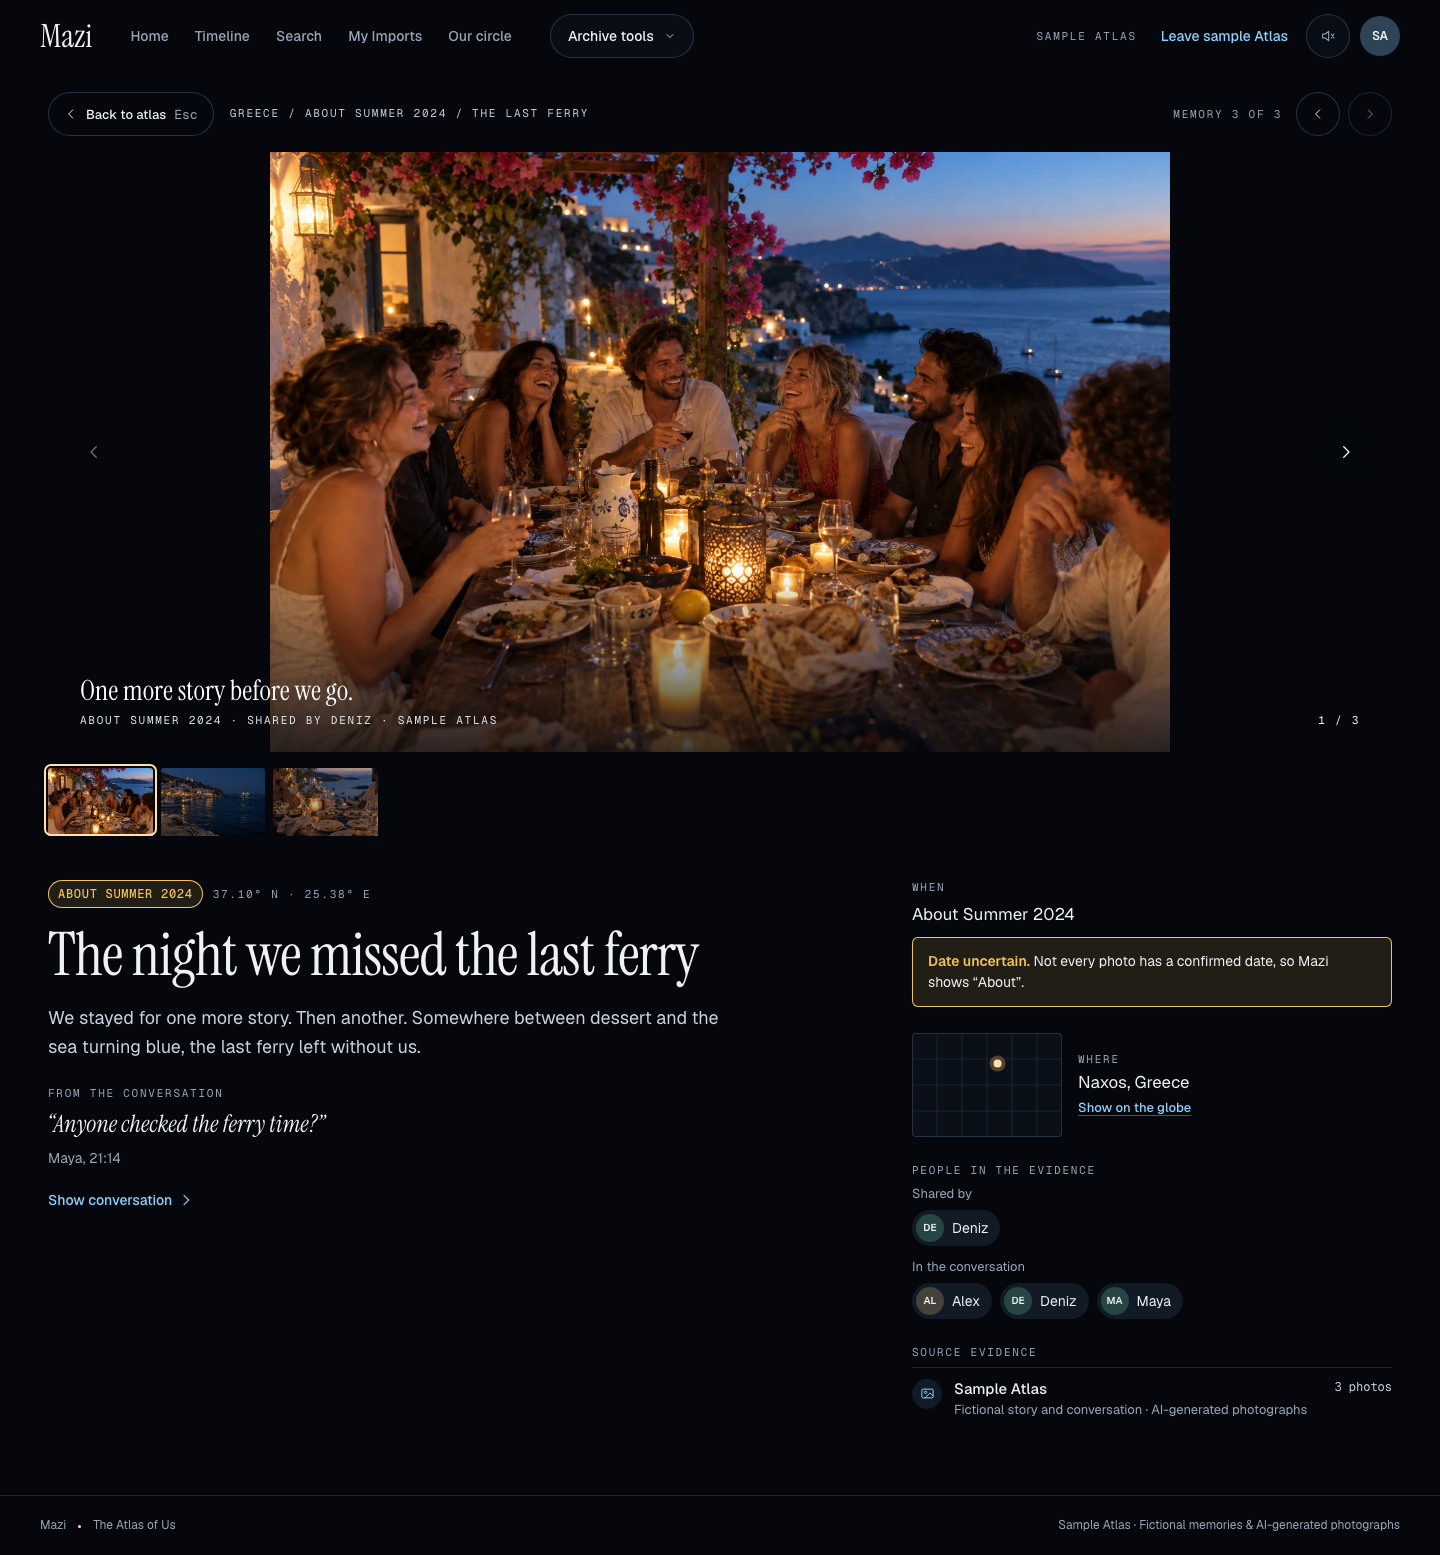 Mazi
Home
Timeline
Search
My Imports
Our circle
Archive tools
SAMPLE ATLAS
Leave sample Atlas
SA
Back to atlas Esc
GREECE / ABOUT SUMMER 2024 / THE LAST FERRY
MEMORY 3 OF 3
One more story before we go.
ABOUT SUMMER 2024 · SHARED BY DENIZ · SAMPLE ATLAS
1 / 3
ABOUT SUMMER 2024
37.10° N · 25.38° E
The night we missed the last ferry
We stayed for one more story. Then another. Somewhere between dessert and the
sea turning blue, the last ferry left without us.
FROM THE CONVERSATION
“Anyone checked the ferry time?”
Maya, 21:14
Show conversation
WHEN
About Summer 2024
Date uncertain. Not every photo has a confirmed date, so Mazi
shows “About”.
WHERE
Naxos, Greece
Show on the globe
PEOPLE IN THE EVIDENCE
Shared by
DE Deniz
In the conversation
AL Alex
DE Deniz
MA Maya
SOURCE EVIDENCE
Sample Atlas
3 photos
Fictional story and conversation · AI-generated photographs
Mazi • The Atlas of Us
Sample Atlas · Fictional memories & AI-generated photographs